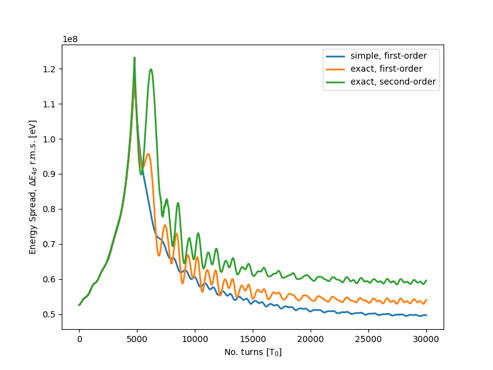 1e8
simple, first-order
exact, first-order
exact, second-order
1.2
1.1
1.0
0.9
0.8
0.7
0.6
0.5
Energy Spread, ΔE₄σ r.m.s. [eV]
0 5000 10000 15000 20000 25000 30000
No. turns [T₀]